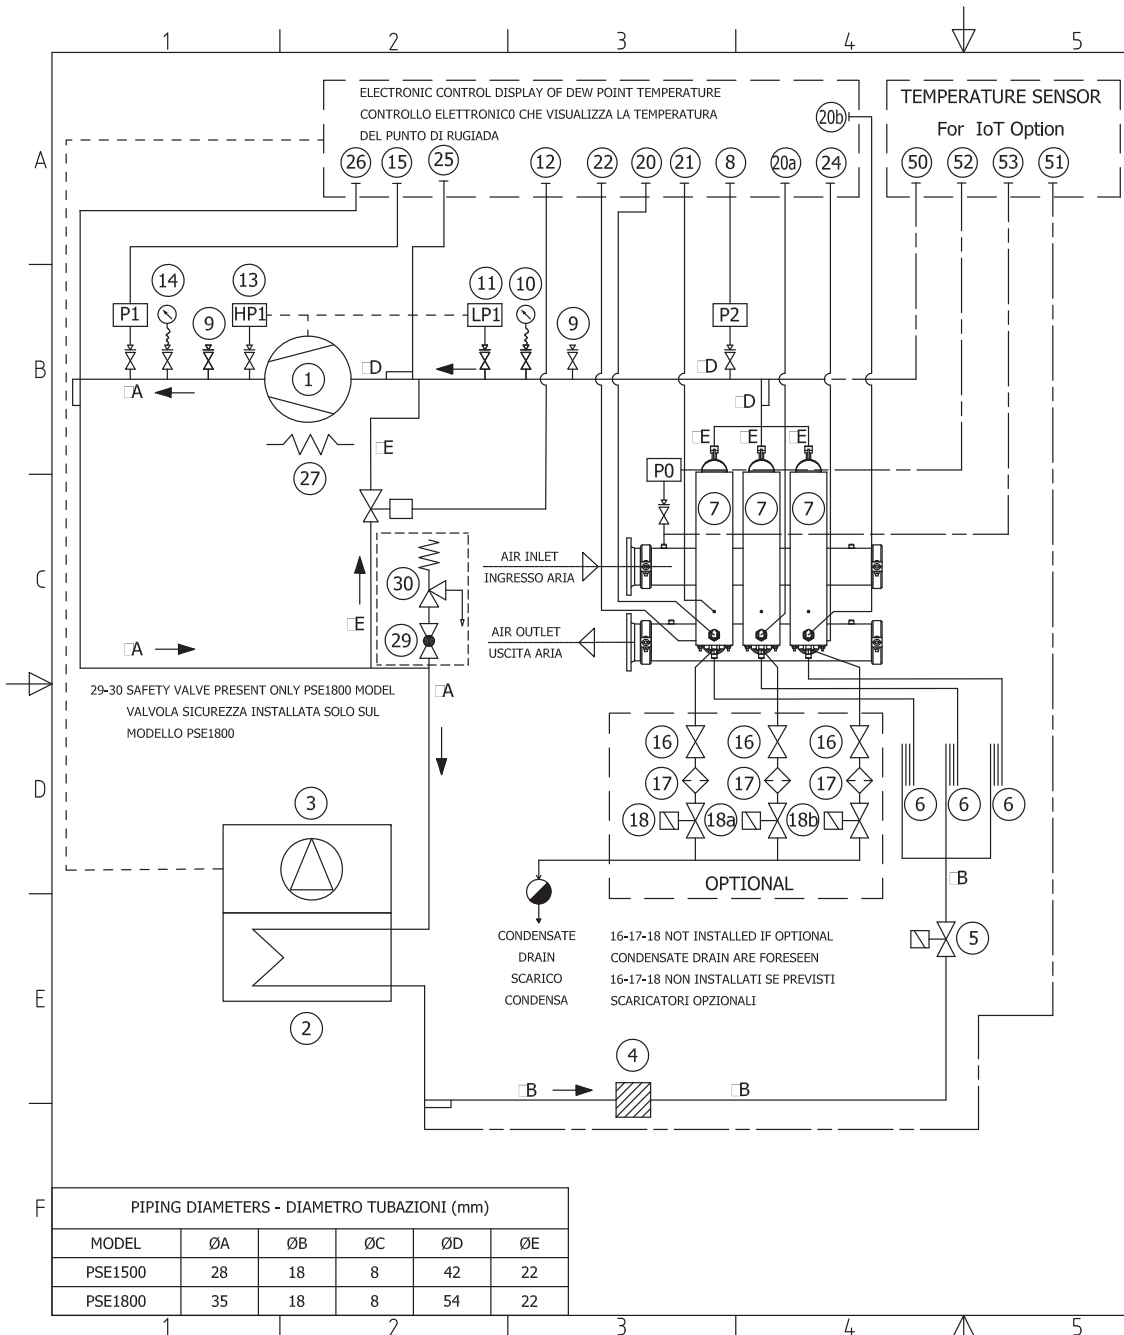 1 2 3 4 5
ELECTRONIC CONTROL DISPLAY OF DEW POINT TEMPERATURE
CONTROLLO ELETTRONICO CHE VISUALIZZA LA TEMPERATURA
DEL PUNTO DI RUGIADA
TEMPERATURE SENSOR
For IoT Option
20b
A
26 15 25 12 22 20 21 8 20a 24 50 52 53 51
14 13 11 10
P1 9 HP1 LP1 9 P2
B
1
□D □D
□A
□D
□E □E □E □E
27
P0
7 7 7
C
AIR INLET
INGRESSO ARIA
30
□E
29
AIR OUTLET
USCITA ARIA
□A
29-30 SAFETY VALVE PRESENT ONLY PSE1800 MODEL
VALVOLA SICUREZZA INSTALLATA SOLO SUL
MODELLO PSE1800
□A
16 16 16
D
17 17 17
3
6 6 6
18 18a 18b
OPTIONAL
□B
CONDENSATE
DRAIN
SCARICO
CONDENSA
16-17-18 NOT INSTALLED IF OPTIONAL
CONDENSATE DRAIN ARE FORESEEN
16-17-18 NON INSTALLATI SE PREVISTI
SCARICATORI OPZIONALI
5
E
2
4
□B □B
F
PIPING DIAMETERS - DIAMETRO TUBAZIONI (mm)
MODEL ØA ØB ØC ØD ØE
PSE1500 28 18 8 42 22
PSE1800 35 18 8 54 22
1 2 3 4 5